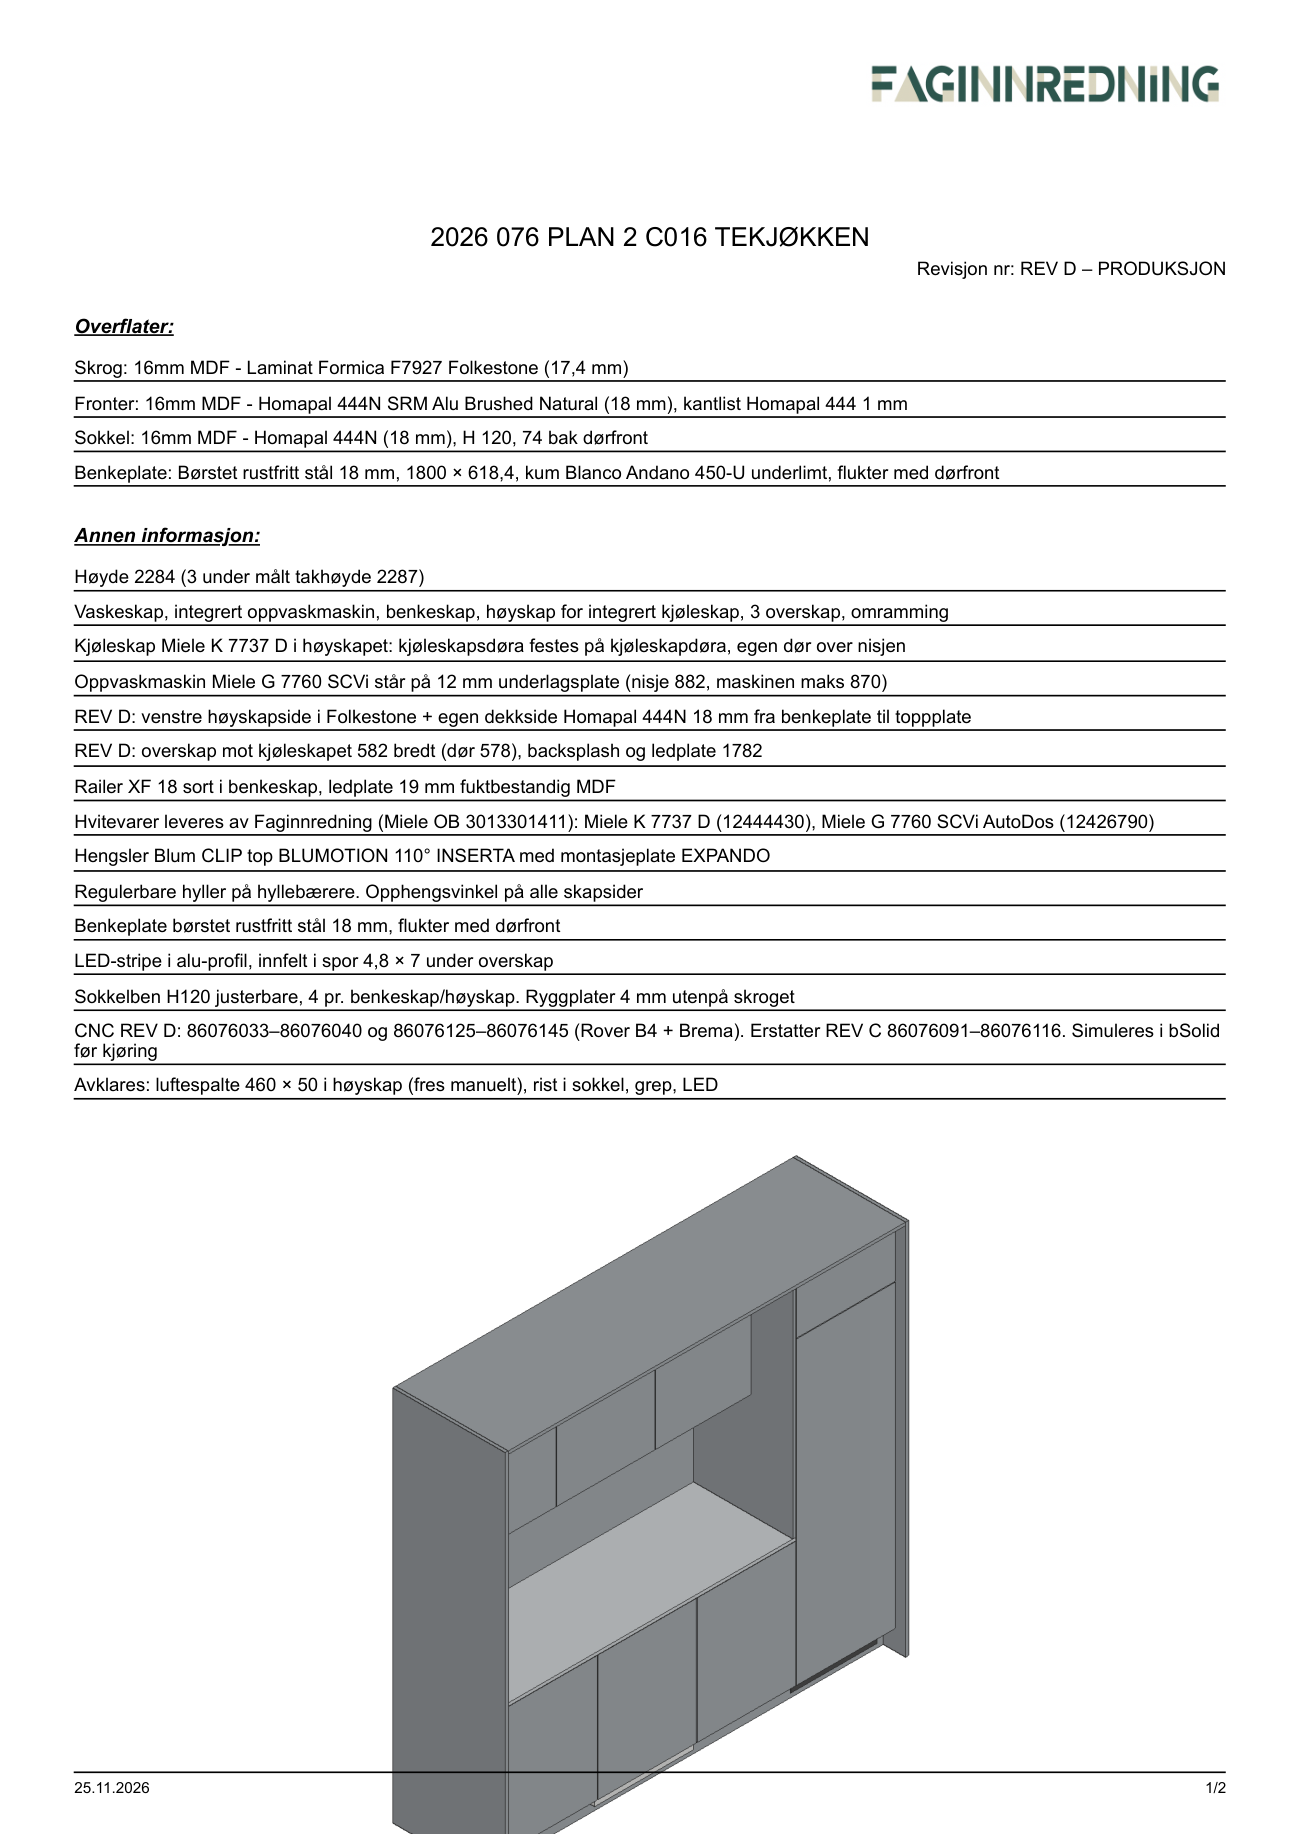 FAGINNREDNiNG
2026 076 PLAN 2 C016 TEKJØKKEN
Revisjon nr: REV D – PRODUKSJON
Overflater:
Skrog: 16mm MDF - Laminat Formica F7927 Folkestone (17,4 mm)
Fronter: 16mm MDF - Homapal 444N SRM Alu Brushed Natural (18 mm), kantlist Homapal 444 1 mm
Sokkel: 16mm MDF - Homapal 444N (18 mm), H 120, 74 bak dørfront
Benkeplate: Børstet rustfritt stål 18 mm, 1800 × 618,4, kum Blanco Andano 450-U underlimt, flukter med dørfront
Annen informasjon:
Høyde 2284 (3 under målt takhøyde 2287)
Vaskeskap, integrert oppvaskmaskin, benkeskap, høyskap for integrert kjøleskap, 3 overskap, omramming
Kjøleskap Miele K 7737 D i høyskapet: kjøleskapsdøra festes på kjøleskapdøra, egen dør over nisjen
Oppvaskmaskin Miele G 7760 SCVi står på 12 mm underlagsplate (nisje 882, maskinen maks 870)
REV D: venstre høyskapside i Folkestone + egen dekkside Homapal 444N 18 mm fra benkeplate til toppplate
REV D: overskap mot kjøleskapet 582 bredt (dør 578), backsplash og ledplate 1782
Railer XF 18 sort i benkeskap, ledplate 19 mm fuktbestandig MDF
Hvitevarer leveres av Faginnredning (Miele OB 3013301411): Miele K 7737 D (12444430), Miele G 7760 SCVi AutoDos (12426790)
Hengsler Blum CLIP top BLUMOTION 110° INSERTA med montasjeplate EXPANDO
Regulerbare hyller på hyllebærere. Opphengsvinkel på alle skapsider
Benkeplate børstet rustfritt stål 18 mm, flukter med dørfront
LED-stripe i alu-profil, innfelt i spor 4,8 × 7 under overskap
Sokkelben H120 justerbare, 4 pr. benkeskap/høyskap. Ryggplater 4 mm utenpå skroget
CNC REV D: 86076033–86076040 og 86076125–86076145 (Rover B4 + Brema). Erstatter REV C 86076091–86076116. Simuleres i bSolid
før kjøring
Avklares: luftespalte 460 × 50 i høyskap (fres manuelt), rist i sokkel, grep, LED
25.11.2026
1/2